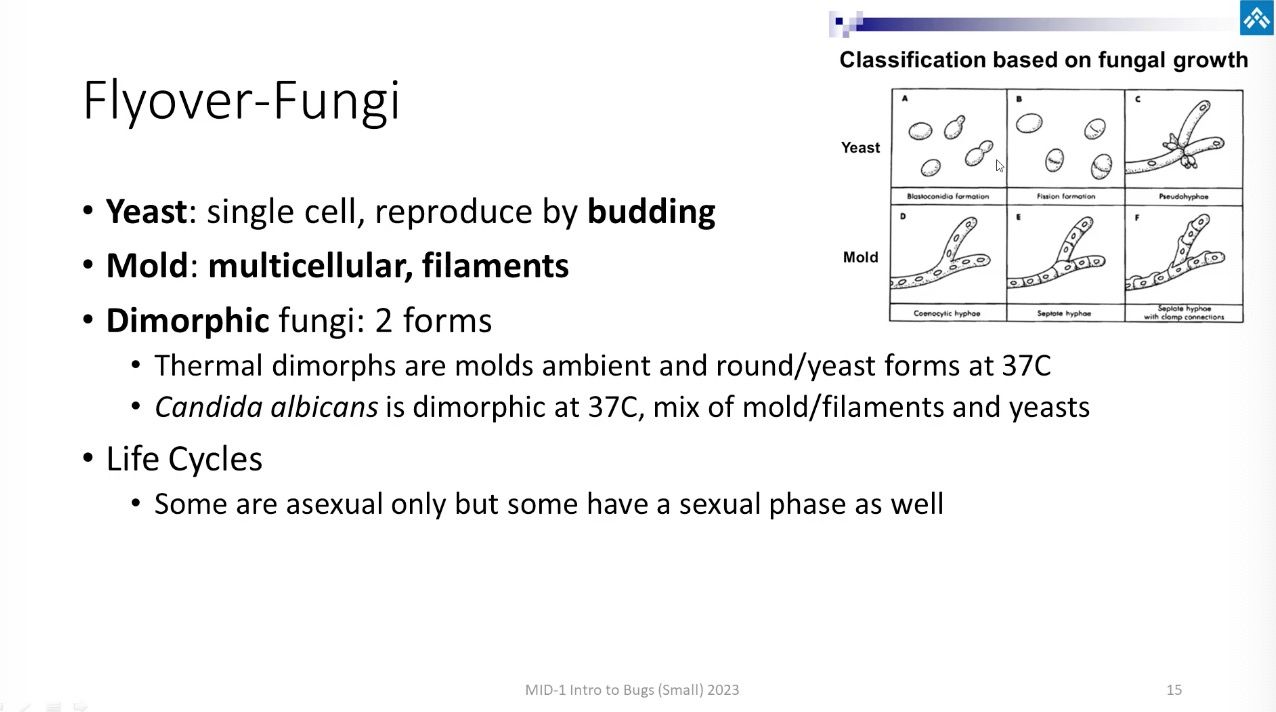 Classification based on fungal growth
Flyover-Fungi
A
B
C
Yeast
Blastoconidia formation
Fission formation
Pseudohyphae
D
E
F
Mold
Coenocytic hyphae
Septate hyphae
Septate hyphae
with clamp connections
• Yeast: single cell, reproduce by budding
• Mold: multicellular, filaments
• Dimorphic fungi: 2 forms
• Thermal dimorphs are molds ambient and round/yeast forms at 37C
• Candida albicans is dimorphic at 37C, mix of mold/filaments and yeasts
• Life Cycles
• Some are asexual only but some have a sexual phase as well
MID-1 Intro to Bugs (Small) 2023
15